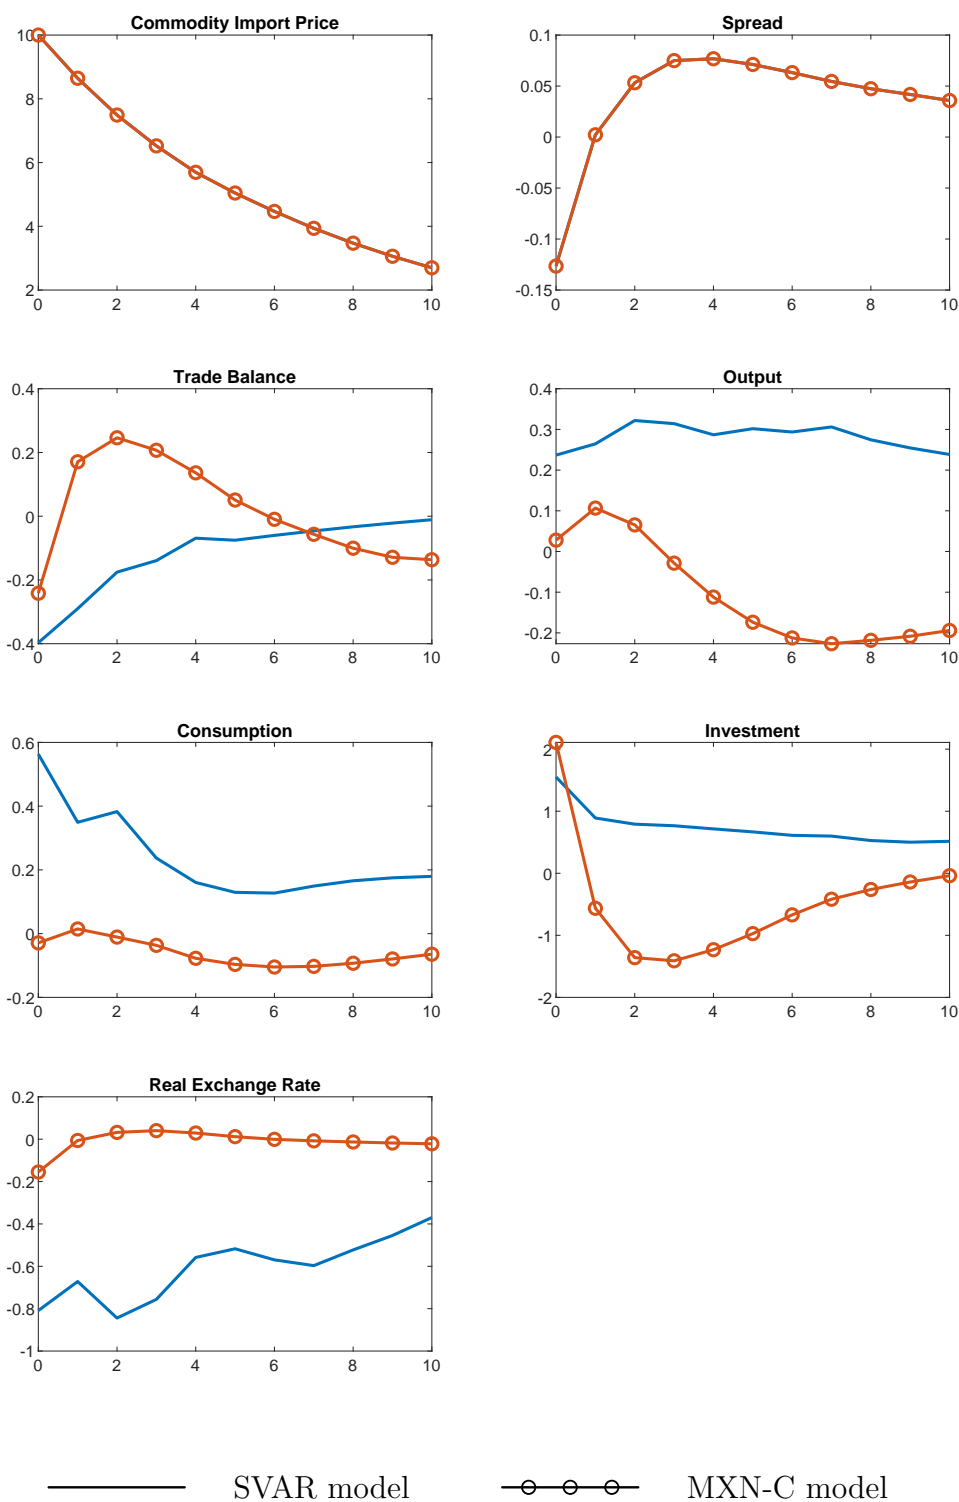 Commodity Import Price
10
8
6
4
2
0 2 4 6 8 10
Spread
0.1
0.05
0
-0.05
-0.1
-0.15
0 2 4 6 8 10
Trade Balance
0.4
0.2
0
-0.2
-0.4
0 2 4 6 8 10
Output
0.4
0.3
0.2
0.1
0
-0.1
-0.2
0 2 4 6 8 10
Consumption
0.6
0.4
0.2
0
-0.2
0 2 4 6 8 10
Investment
2
1
0
-1
-2
0 2 4 6 8 10
Real Exchange Rate
0.2
0
-0.2
-0.4
-0.6
-0.8
-1
0 2 4 6 8 10
SVAR model MXN-C model